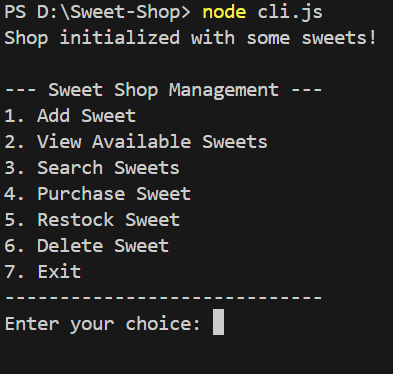 PS D:\Sweet-Shop> node cli.js
Shop initialized with some sweets!
--- Sweet Shop Management ---
1. Add Sweet
2. View Available Sweets
3. Search Sweets
4. Purchase Sweet
5. Restock Sweet
6. Delete Sweet
7. Exit
-----------------------------
Enter your choice: